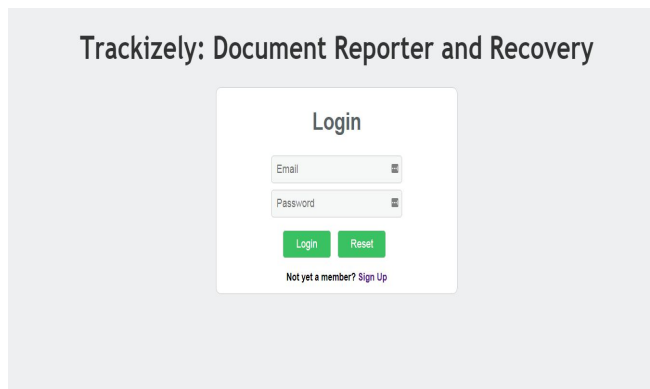 Trackizely: Document Reporter and Recovery
Login
Email
Password
Login Reset
Not yet a member? Sign Up